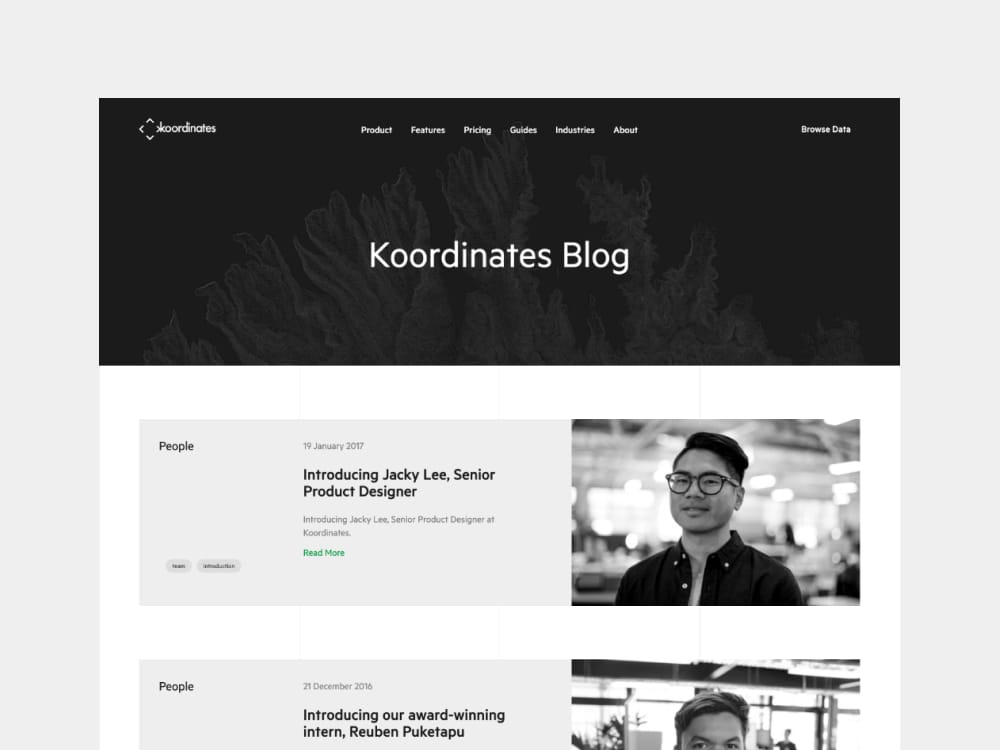 koordinates
Product Features Pricing Guides Industries About
Browse Data
Koordinates Blog
People
19 January 2017
Introducing Jacky Lee, Senior
Product Designer
Introducing Jacky Lee, Senior Product Designer at
Koordinates.
Read More
team introduction
People
21 December 2016
Introducing our award-winning
intern, Reuben Puketapu